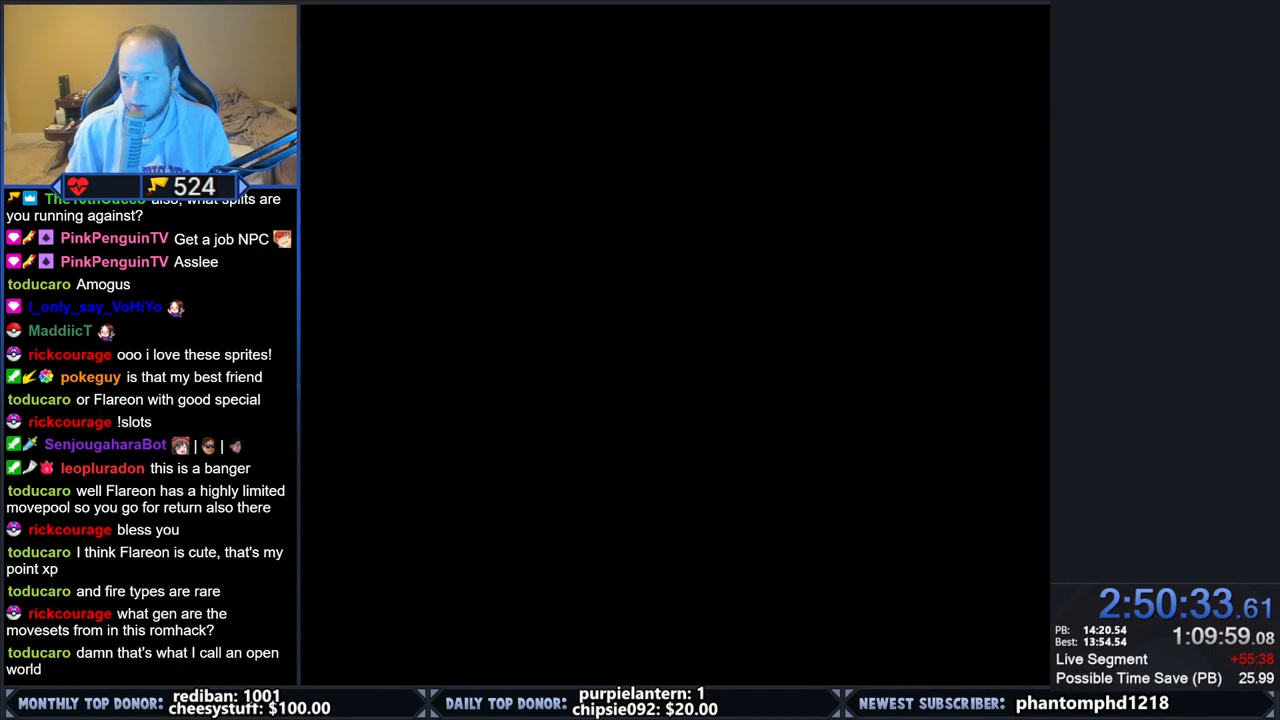 524
also, what splits are
you running against?
PinkPenguinTV Get a job NPC
PinkPenguinTV Asslee
toducaro Amogus
I_only_say_VoHiYo
MaddiicT
rickcourage ooo i love these sprites!
pokeguy is that my best friend
toducaro or Flareon with good special
rickcourage !slots
SenjougaharaBot | |
leopluradon this is a banger
toducaro well Flareon has a highly limited
movepool so you go for return also there
rickcourage bless you
toducaro I think Flareon is cute, that's my
point xp
toducaro and fire types are rare
rickcourage what gen are the
movesets from in this romhack?
toducaro damn that's what I call an open
world
2:50:33.61
PB: 14:20.54
Best: 13:54.54
1:09:59.08
Live Segment +55:38
Possible Time Save (PB) 25.99
MONTHLY TOP DONOR: rediban: 1001
cheesystuff: $100.00
DAILY TOP DONOR: purpielantern: 1
chipsie092: $20.00
NEWEST SUBSCRIBER: phantomphd1218